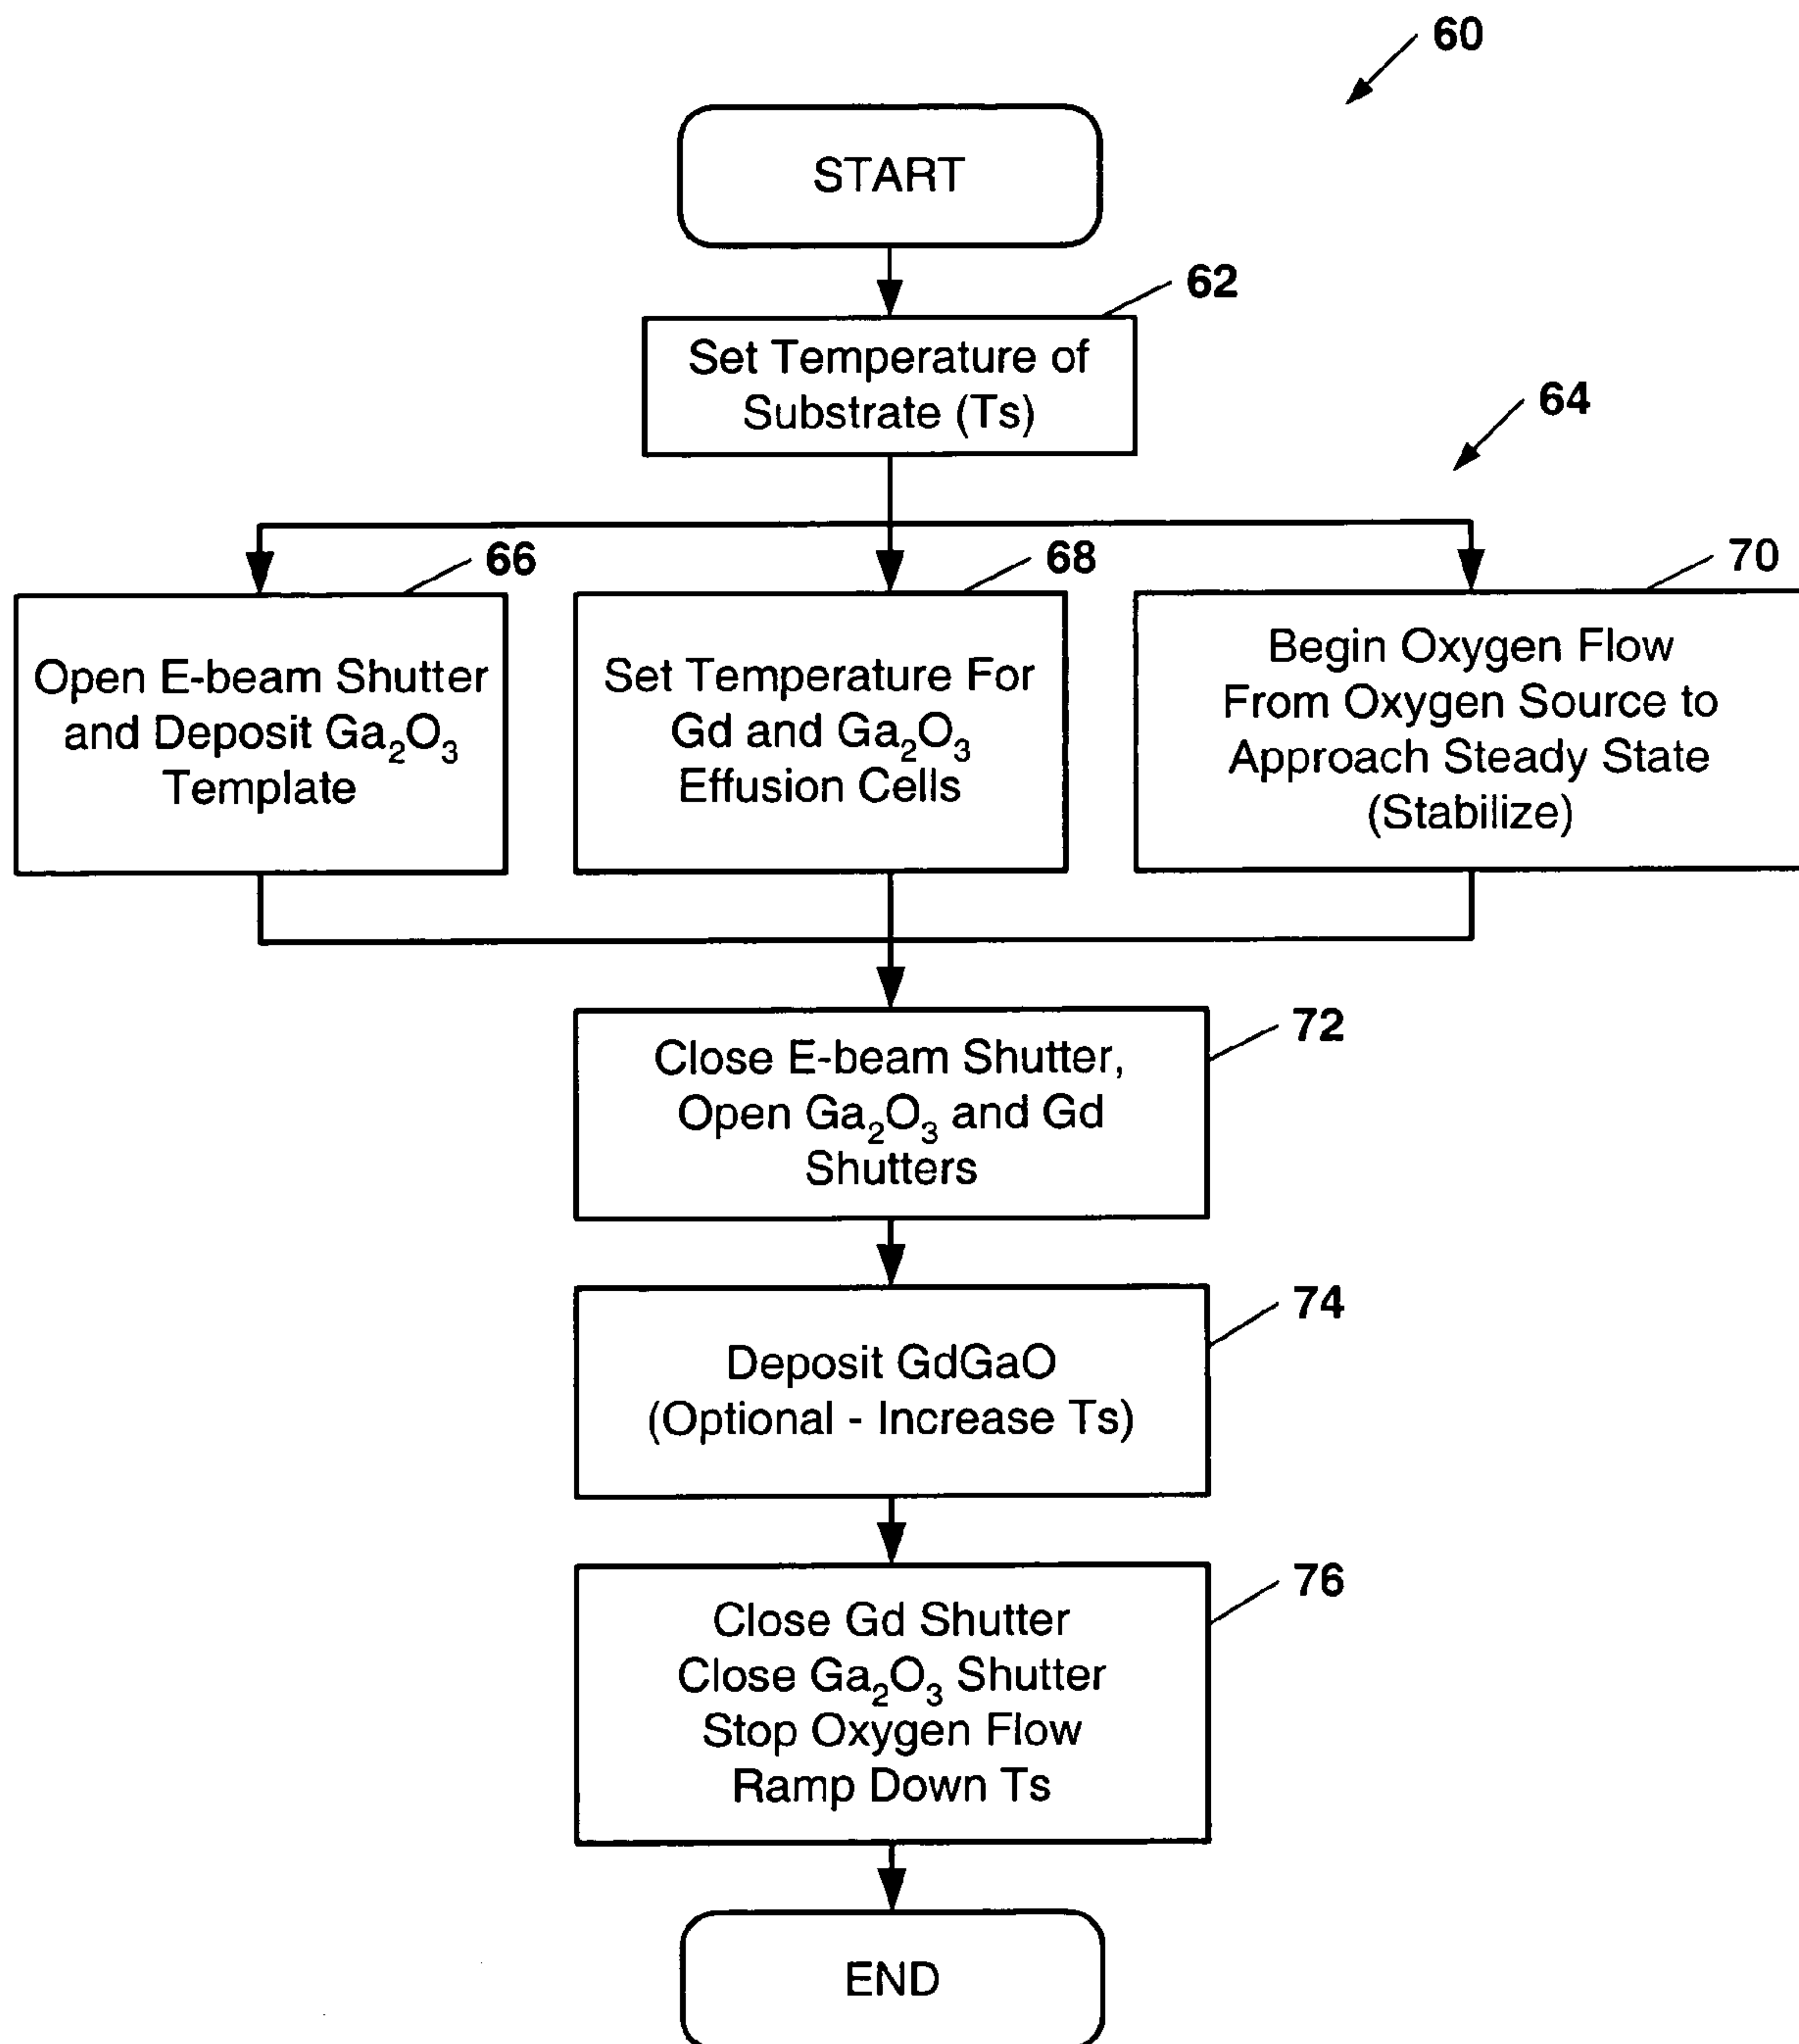 60
START
62
Set Temperature of
Substrate (Ts)
64
66
Open E-beam Shutter
and Deposit Ga₂O₃
Template
68
Set Temperature For
Gd and Ga₂O₃
Effusion Cells
70
Begin Oxygen Flow
From Oxygen Source to
Approach Steady State
(Stabilize)
72
Close E-beam Shutter,
Open Ga₂O₃ and Gd
Shutters
74
Deposit GdGaO
(Optional - Increase Ts)
76
Close Gd Shutter
Close Ga₂O₃ Shutter
Stop Oxygen Flow
Ramp Down Ts
END